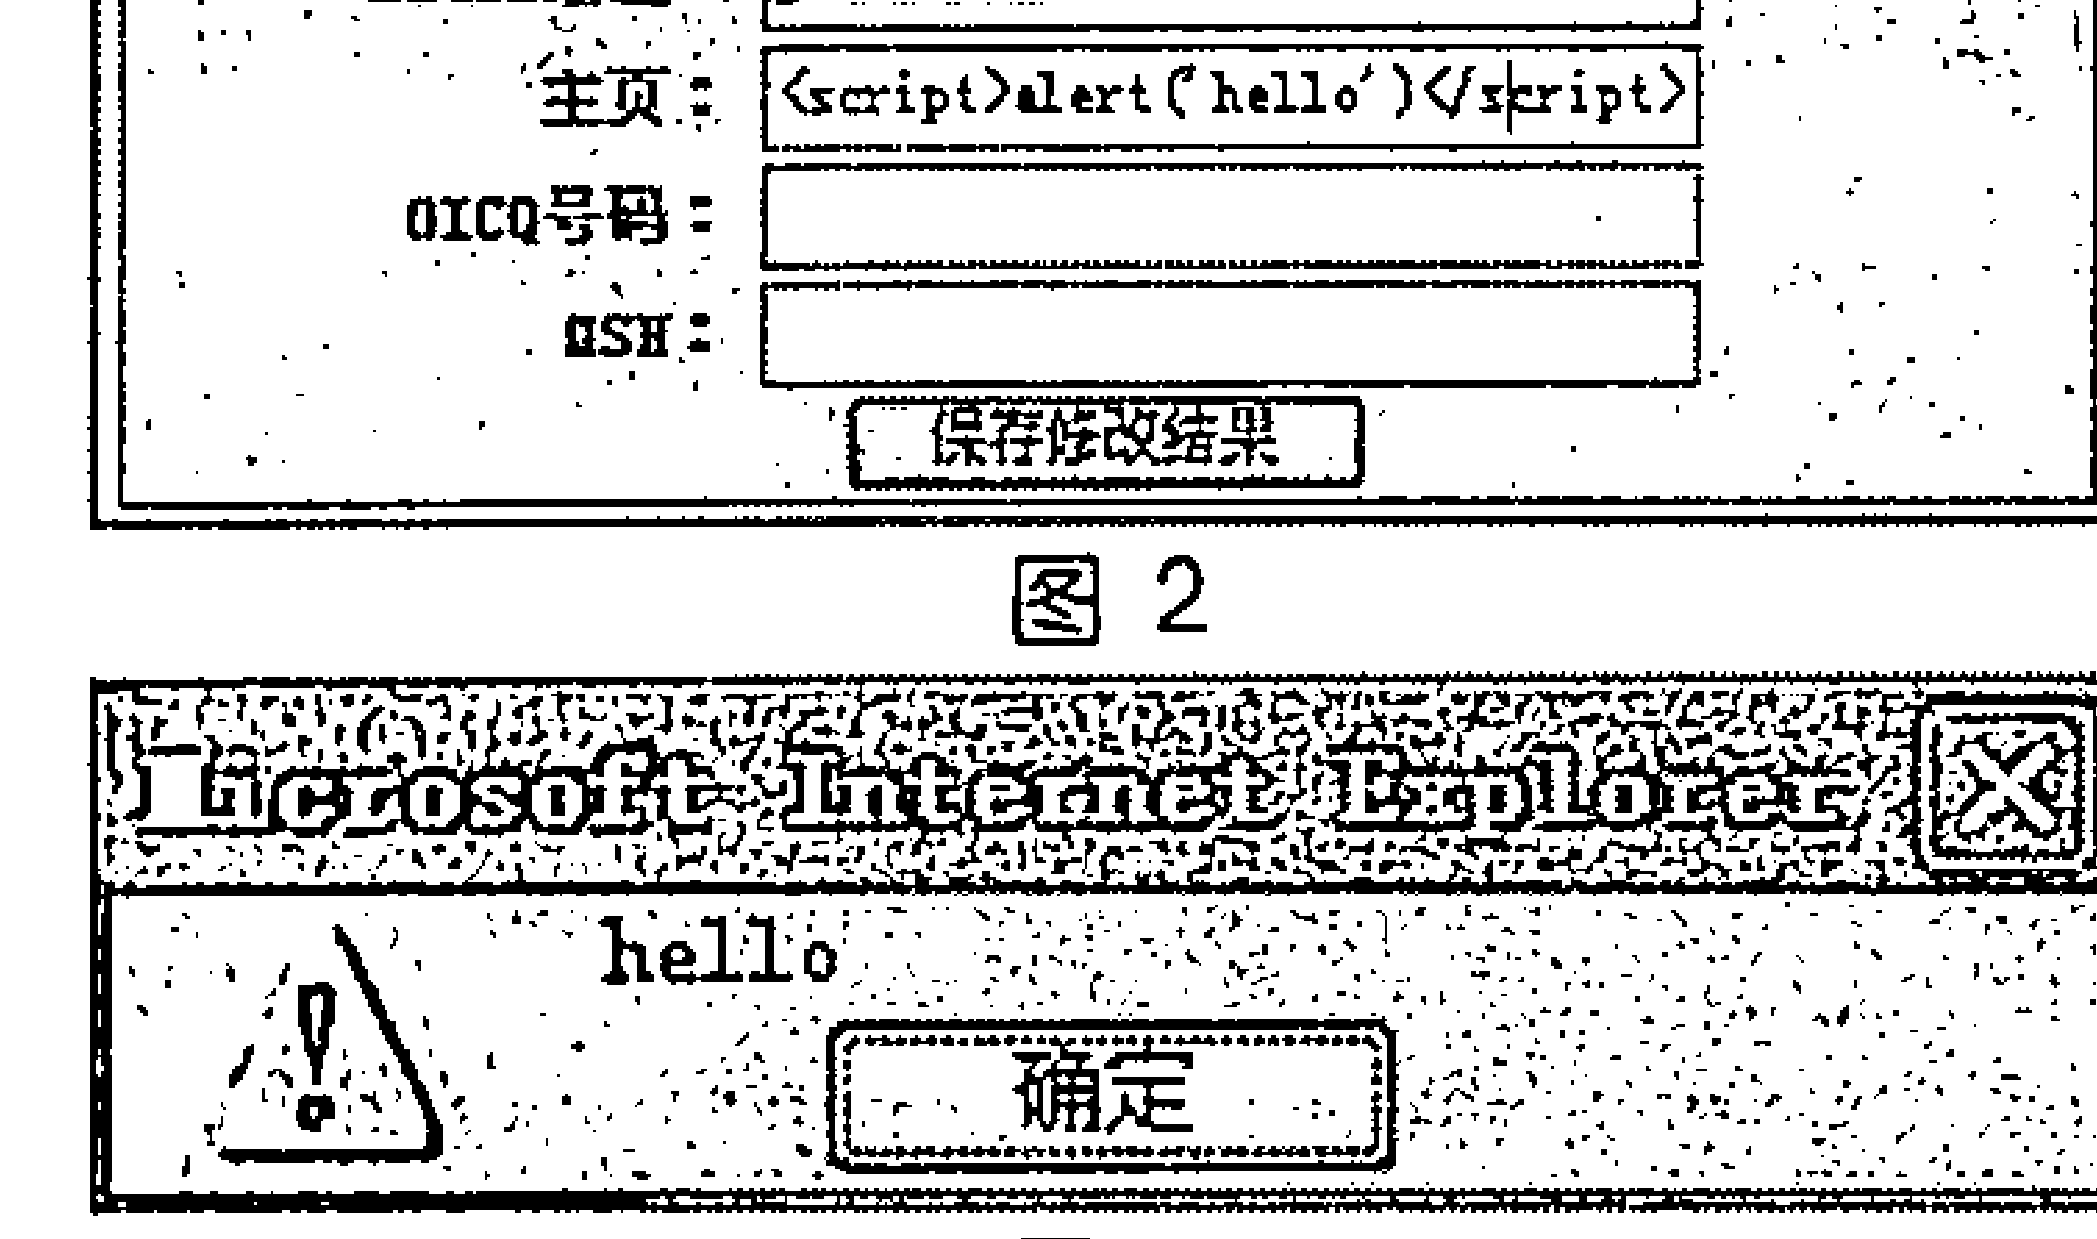 主页： <script>alert('hello')</script>
OICQ号码：
QSH：
保存修改结果
图 2
Microsoft Internet Explorer
hello
确定